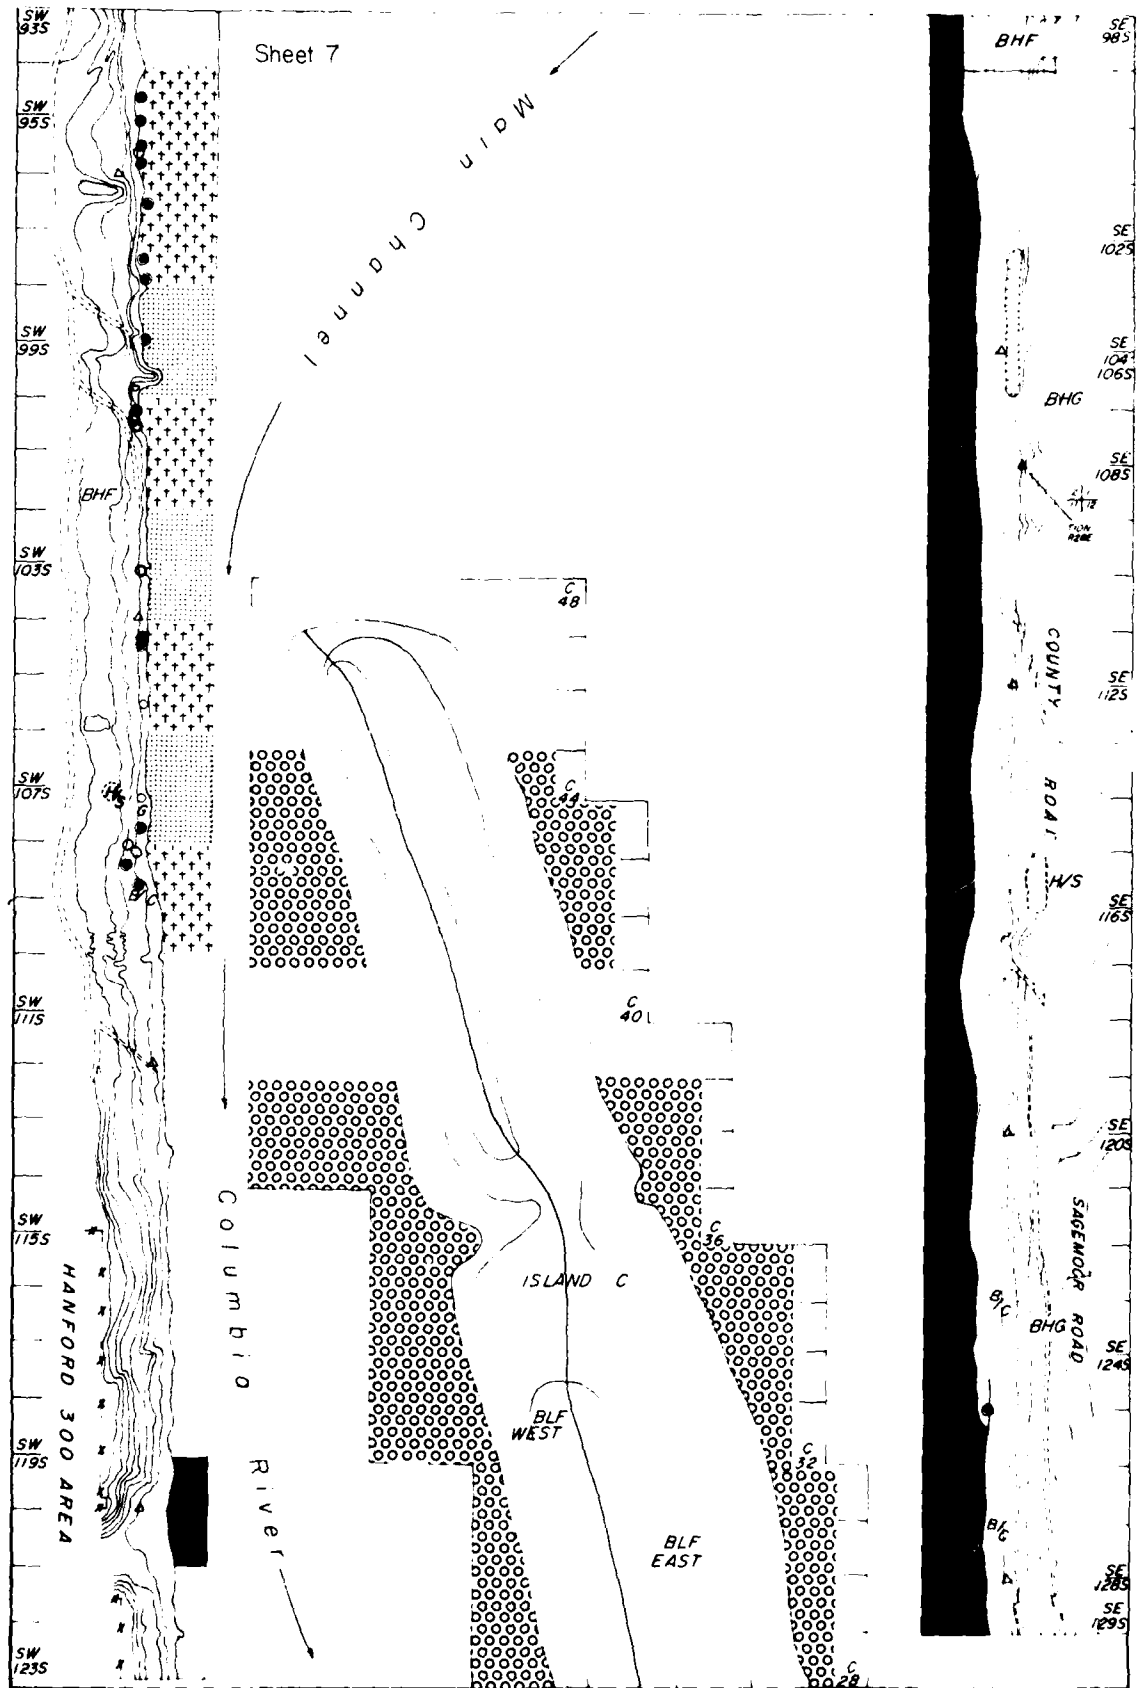 Sheet 7
SW
93S
SW
95S
SW
99S
SW
103S
SW
107S
SW
111S
SW
115S
SW
119S
SW
123S
BHF
H/S
G
B/C
HANFORD 300 AREA
Main Channel
Columbia River
C
48
C
44
C
40
C
36
C
32
C
28
ISLAND C
BLF
WEST
BLF
EAST
BHF
SE
98S
SE
102S
SE
104
106S
BHG
SE
108S
COUNTY ROAD
SE
112S
H/S
SE
116S
SE
120S
SAGEMOOR ROAD
B/C
BHG
SE
124S
B/C
SE
128S
SE
129S